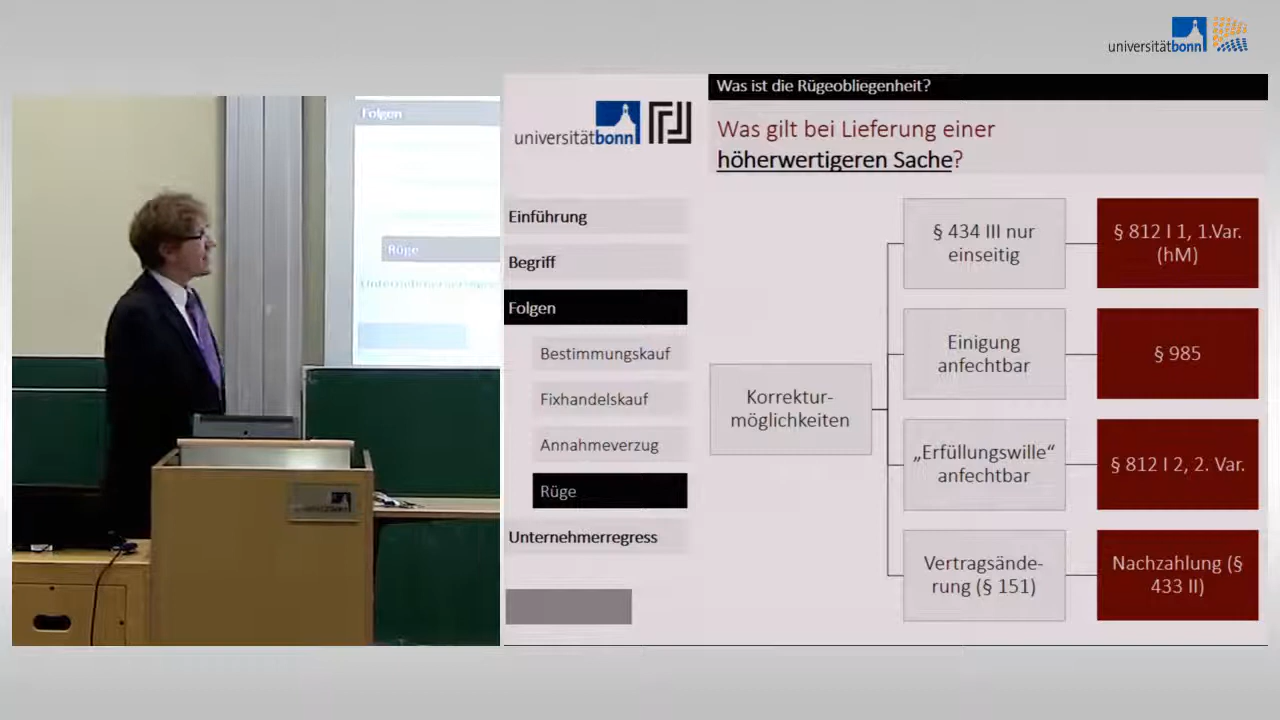 universitätbonn
Folgen
Rüge
universitätbonn
Was ist die Rügeobliegenheit?
Was gilt bei Lieferung einer
höherwertigeren Sache?
Einführung
Begriff
Folgen
Bestimmungskauf
Fixhandelskauf
Annahmeverzug
Rüge
Unternehmerregress
Korrektur-
möglichkeiten
§ 434 III nur
einseitig
§ 812 I 1, 1.Var.
(hM)
Einigung
anfechtbar
§ 985
„Erfüllungswille“
anfechtbar
§ 812 I 2, 2. Var.
Vertragsände-
rung (§ 151)
Nachzahlung (§
433 II)